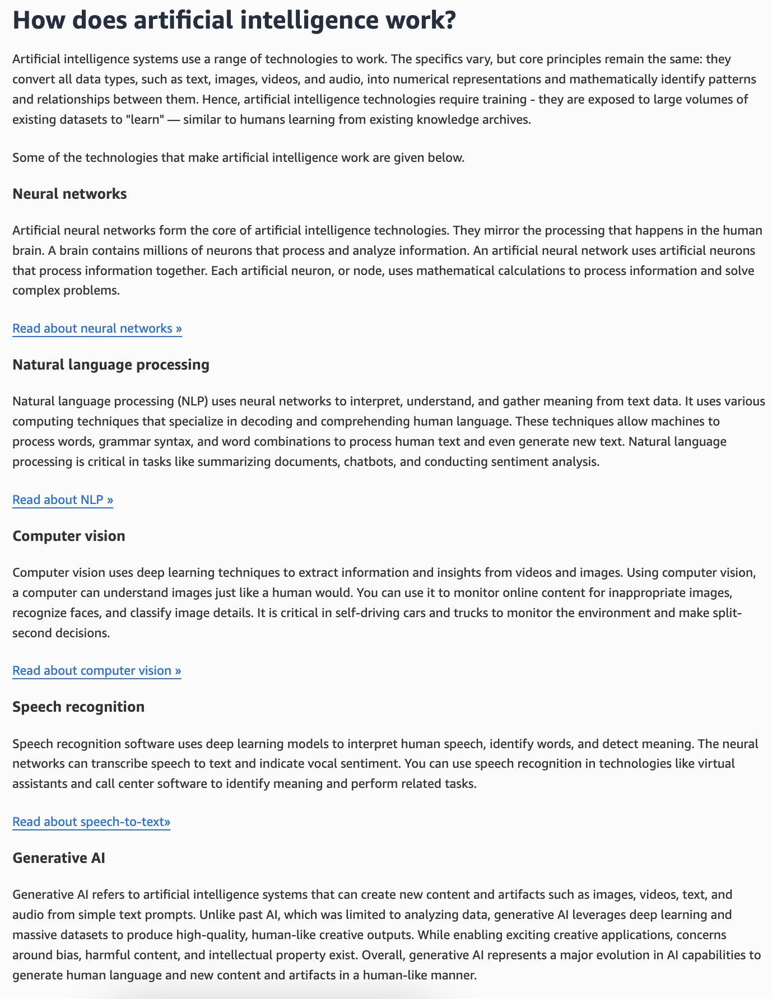 How does artificial intelligence work?
Artificial intelligence systems use a range of technologies to work. The specifics vary, but core principles remain the same: they
convert all data types, such as text, images, videos, and audio, into numerical representations and mathematically identify patterns
and relationships between them. Hence, artificial intelligence technologies require training - they are exposed to large volumes of
existing datasets to "learn" — similar to humans learning from existing knowledge archives.
Some of the technologies that make artificial intelligence work are given below.
Neural networks
Artificial neural networks form the core of artificial intelligence technologies. They mirror the processing that happens in the human
brain. A brain contains millions of neurons that process and analyze information. An artificial neural network uses artificial neurons
that process information together. Each artificial neuron, or node, uses mathematical calculations to process information and solve
complex problems.
Read about neural networks »
Natural language processing
Natural language processing (NLP) uses neural networks to interpret, understand, and gather meaning from text data. It uses various
computing techniques that specialize in decoding and comprehending human language. These techniques allow machines to
process words, grammar syntax, and word combinations to process human text and even generate new text. Natural language
processing is critical in tasks like summarizing documents, chatbots, and conducting sentiment analysis.
Read about NLP »
Computer vision
Computer vision uses deep learning techniques to extract information and insights from videos and images. Using computer vision,
a computer can understand images just like a human would. You can use it to monitor online content for inappropriate images,
recognize faces, and classify image details. It is critical in self-driving cars and trucks to monitor the environment and make split-
second decisions.
Read about computer vision »
Speech recognition
Speech recognition software uses deep learning models to interpret human speech, identify words, and detect meaning. The neural
networks can transcribe speech to text and indicate vocal sentiment. You can use speech recognition in technologies like virtual
assistants and call center software to identify meaning and perform related tasks.
Read about speech-to-text»
Generative AI
Generative AI refers to artificial intelligence systems that can create new content and artifacts such as images, videos, text, and
audio from simple text prompts. Unlike past AI, which was limited to analyzing data, generative AI leverages deep learning and
massive datasets to produce high-quality, human-like creative outputs. While enabling exciting creative applications, concerns
around bias, harmful content, and intellectual property exist. Overall, generative AI represents a major evolution in AI capabilities to
generate human language and new content and artifacts in a human-like manner.